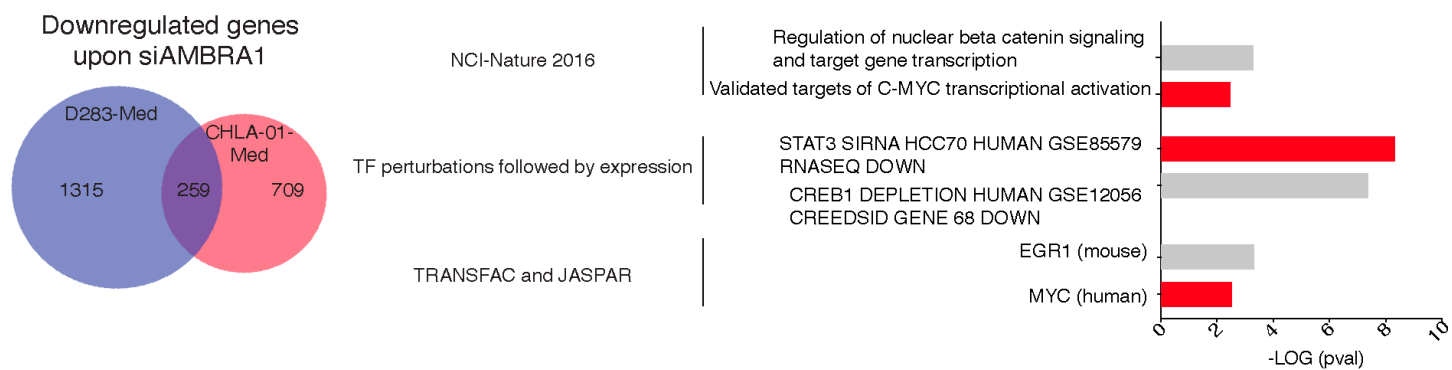 Downregulated genes
upon siAMBRA1
D283-Med
CHLA-01-
Med
1315
259
709
NCI-Nature 2016
Regulation of nuclear beta catenin signaling
and target gene transcription
Validated targets of C-MYC transcriptional activation
TF perturbations followed by expression
STAT3 SIRNA HCC70 HUMAN GSE85579
RNASEQ DOWN
CREB1 DEPLETION HUMAN GSE12056
CREEDSID GENE 68 DOWN
TRANSFAC and JASPAR
EGR1 (mouse)
MYC (human)
0 2 4 6 8 10
-LOG (pval)